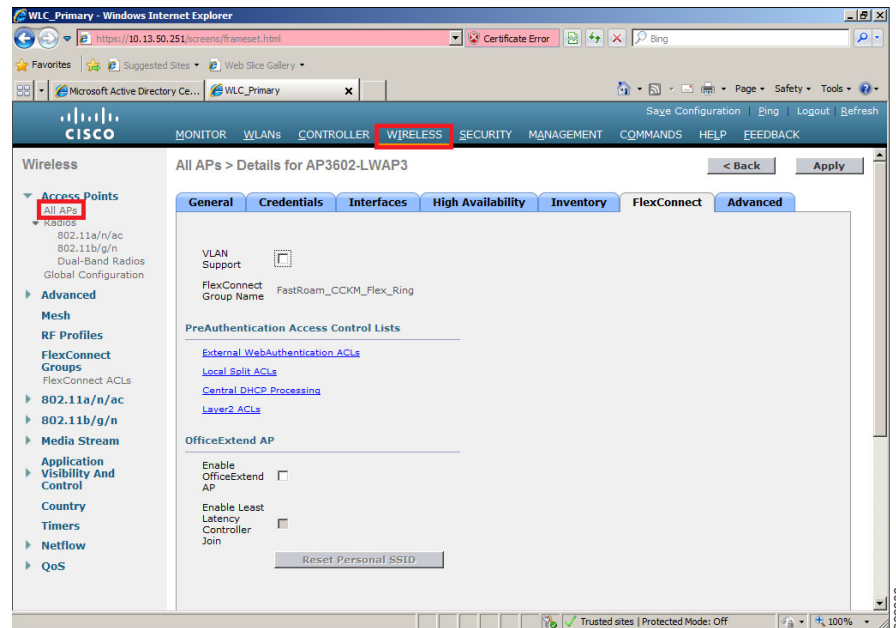 WLC_Primary - Windows Internet Explorer
https://10.13.50.251/screens/frameset.html
Certificate Error
Bing
Favorites
Suggested Sites
Web Slice Gallery
Microsoft Active Directory Ce...
WLC_Primary
Page
Safety
Tools
Save Configuration
Ping
Logout
Refresh
CISCO
MONITOR
WLANs
CONTROLLER
WIRELESS
SECURITY
MANAGEMENT
COMMANDS
HELP
FEEDBACK
Wireless
All APs > Details for AP3602-LWAP3
< Back
Apply
Access Points
All APs
Radios
802.11a/n/ac
802.11b/g/n
Dual-Band Radios
Global Configuration
Advanced
Mesh
RF Profiles
FlexConnect
Groups
FlexConnect ACLs
802.11a/n/ac
802.11b/g/n
Media Stream
Application
Visibility And
Control
Country
Timers
Netflow
QoS
General
Credentials
Interfaces
High Availability
Inventory
FlexConnect
Advanced
VLAN
Support
FlexConnect
Group Name
FastRoam_CCKM_Flex_Ring
PreAuthentication Access Control Lists
External WebAuthentication ACLs
Local Split ACLs
Central DHCP Processing
Layer2 ACLs
OfficeExtend AP
Enable
OfficeExtend
AP
Enable Least
Latency
Controller
Join
Reset Personal SSID
Trusted sites | Protected Mode: Off
100%